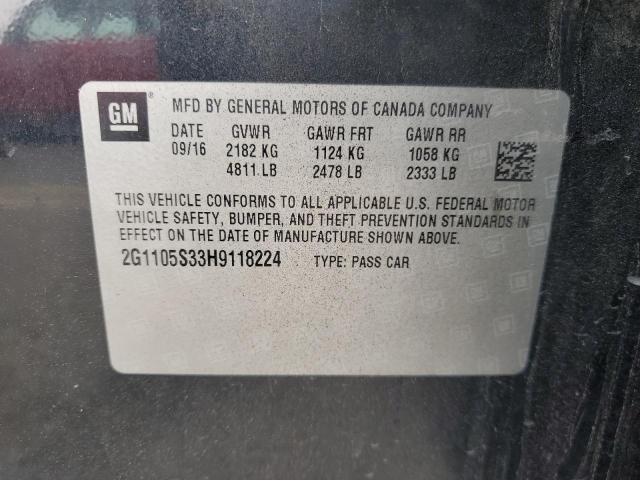 GM ® MFD BY GENERAL MOTORS OF CANADA COMPANY
DATE GVWR GAWR FRT GAWR RR
09/16 2182 KG 1124 KG 1058 KG
4811 LB 2478 LB 2333 LB
THIS VEHICLE CONFORMS TO ALL APPLICABLE U.S. FEDERAL MOTOR
VEHICLE SAFETY, BUMPER, AND THEFT PREVENTION STANDARDS IN
EFFECT ON THE DATE OF MANUFACTURE SHOWN ABOVE.
2G1105S33H9118224 TYPE: PASS CAR